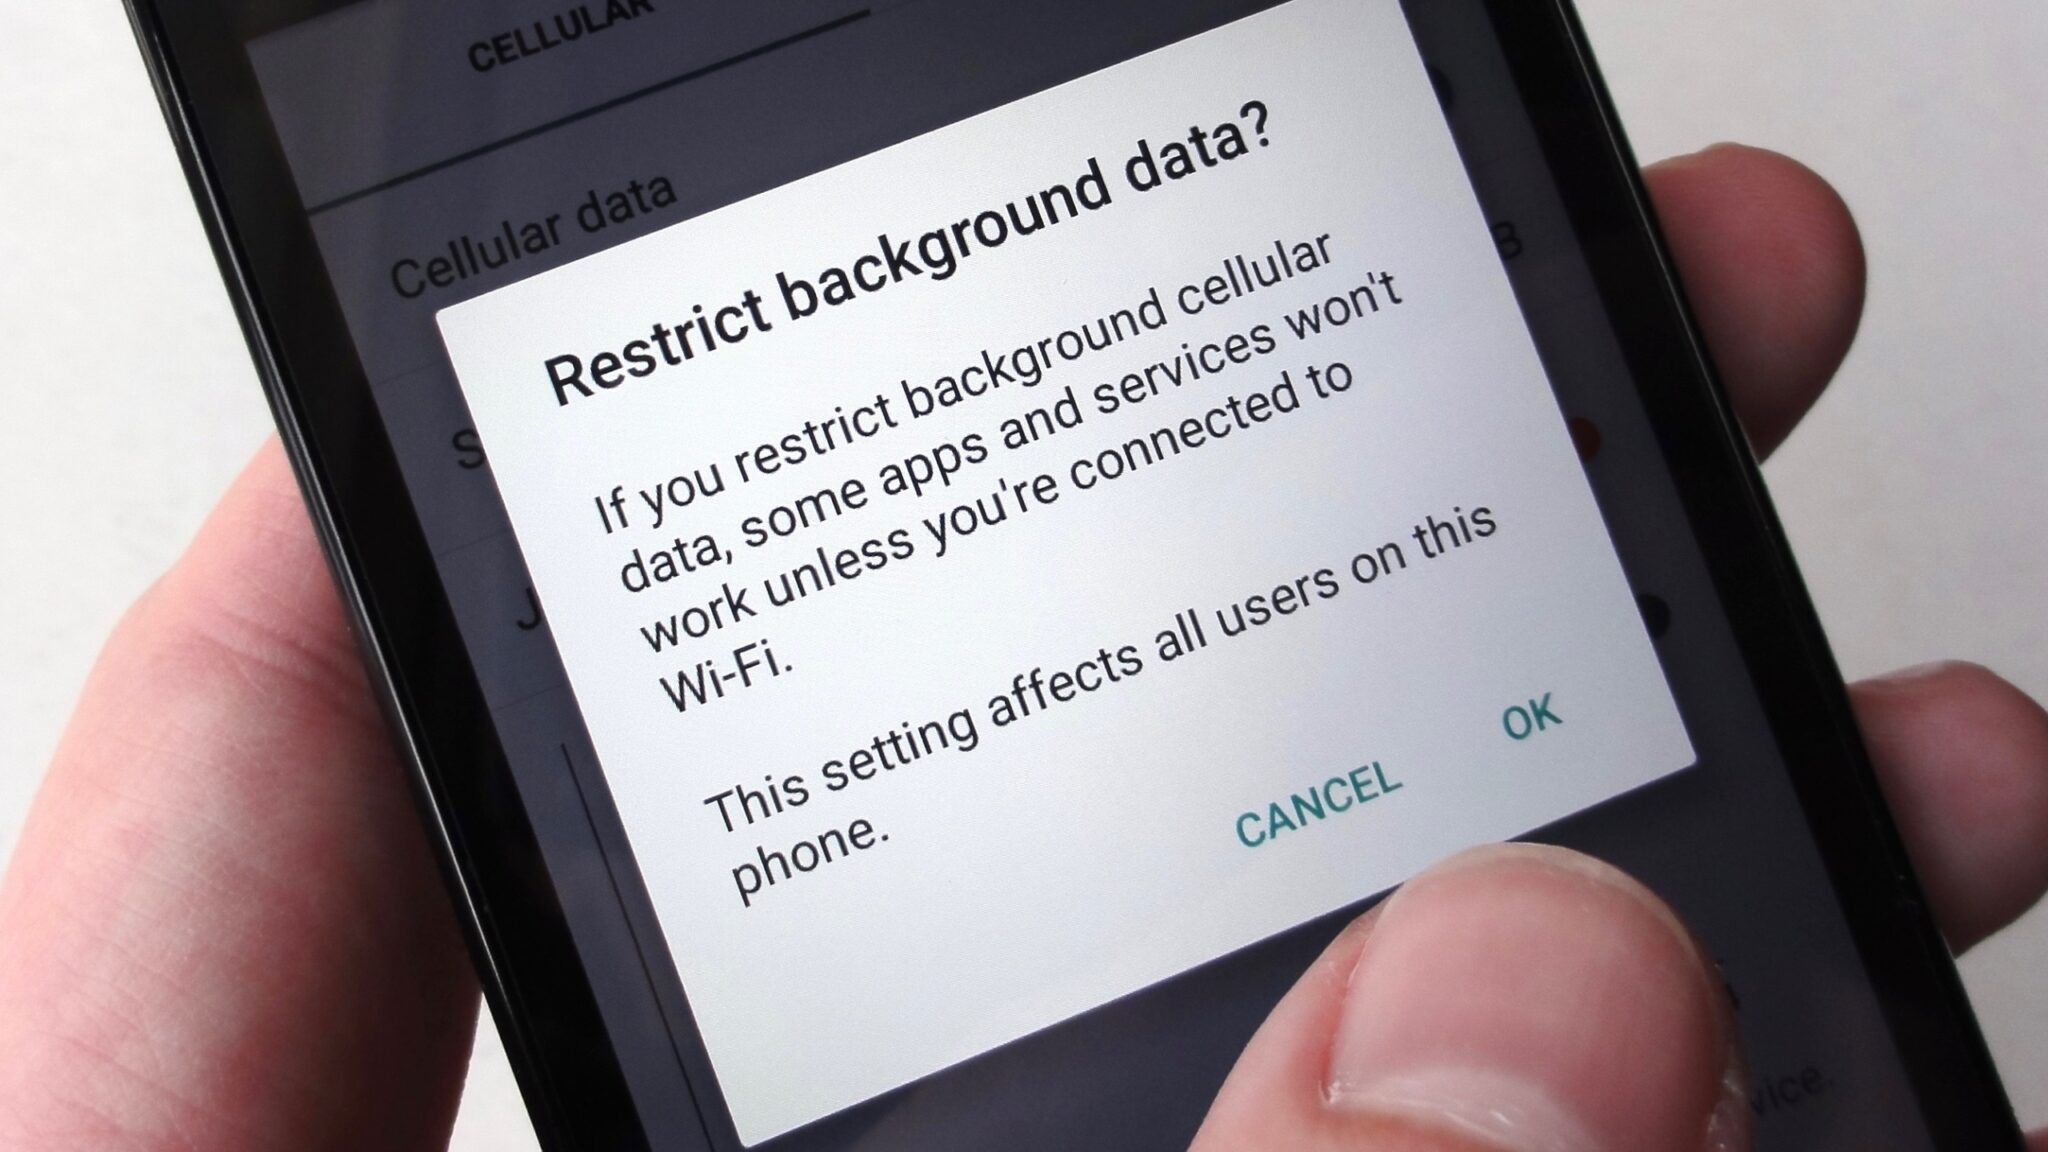 CELLULAR
Cellular data
Restrict background data?
If you restrict background cellular
data, some apps and services won't
work unless you're connected to
Wi-Fi.
This setting affects all users on this
phone.
CANCEL
OK